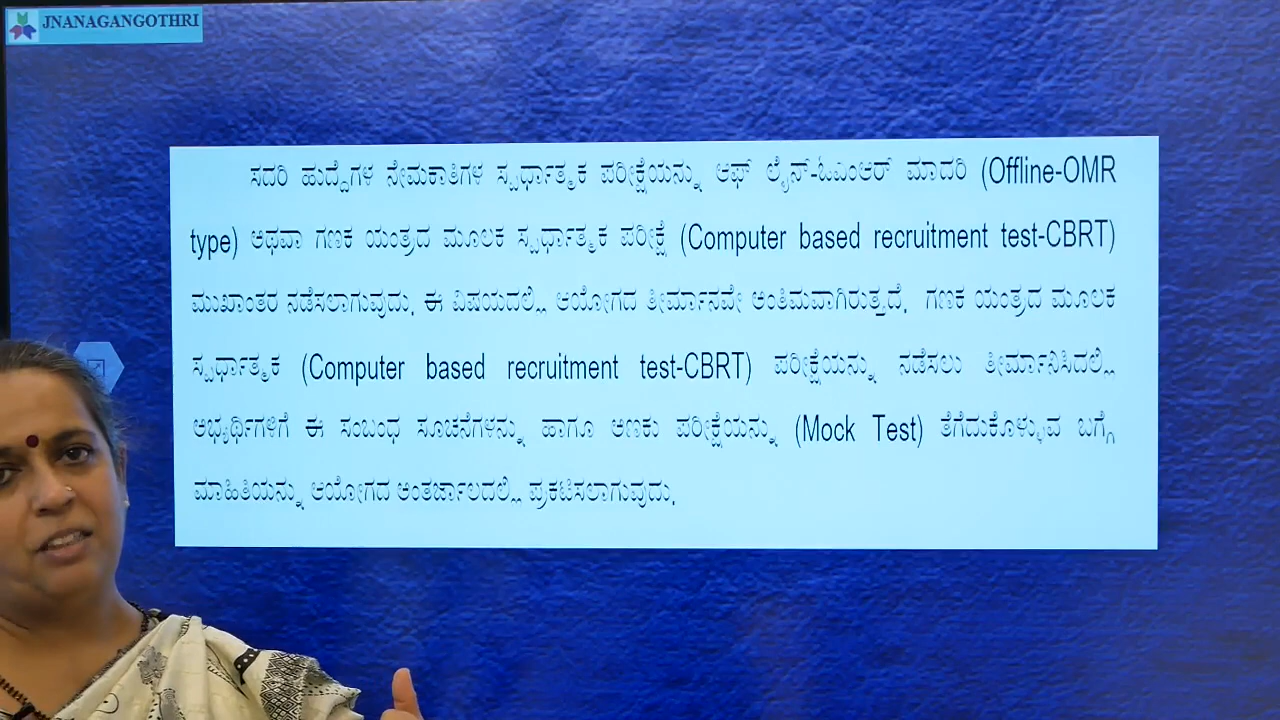 JNANAGANGOTHRI
ಸದರಿ ಹುದ್ದೆಗಳ ನೇಮಕಾತಿಗಳ ಸ್ಪರ್ಧಾತ್ಮಕ ಪರೀಕ್ಷೆಯನ್ನು ಆಫ್ ಲೈನ್-ಓಎಂಆರ್ ಮಾದರಿ (Offline-OMR
type) ಅಥವಾ ಗಣಕ ಯಂತ್ರದ ಮೂಲಕ ಸ್ಪರ್ಧಾತ್ಮಕ ಪರೀಕ್ಷೆ (Computer based recruitment test-CBRT)
ಮುಖಾಂತರ ನಡೆಸಲಾಗುವುದು. ಈ ವಿಷಯದಲ್ಲಿ ಆಯೋಗದ ತೀರ್ಮಾನವೇ ಅಂತಿಮವಾಗಿರುತ್ತದೆ. ಗಣಕ ಯಂತ್ರದ ಮೂಲಕ
ಸ್ಪರ್ಧಾತ್ಮಕ (Computer based recruitment test-CBRT) ಪರೀಕ್ಷೆಯನ್ನು ನಡೆಸಲು ತೀರ್ಮಾನಿಸಿದಲ್ಲಿ
ಅಭ್ಯರ್ಥಿಗಳಿಗೆ ಈ ಸಂಬಂಧ ಸೂಚನೆಗಳನ್ನು ಹಾಗೂ ಅಣಕು ಪರೀಕ್ಷೆಯನ್ನು (Mock Test) ತೆಗೆದುಕೊಳ್ಳುವ ಬಗ್ಗೆ
ಮಾಹಿತಿಯನ್ನು ಆಯೋಗದ ಅಂತರ್ಜಾಲದಲ್ಲಿ ಪ್ರಕಟಿಸಲಾಗುವುದು.